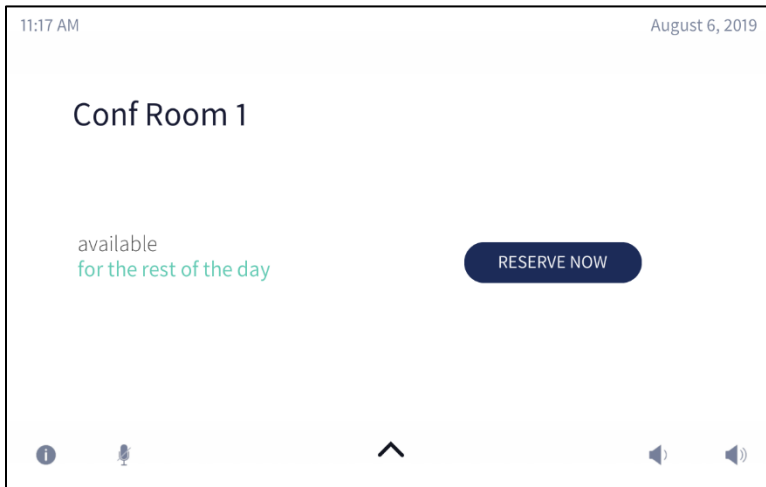 11:17 AM
August 6, 2019
Conf Room 1
available
for the rest of the day
RESERVE NOW